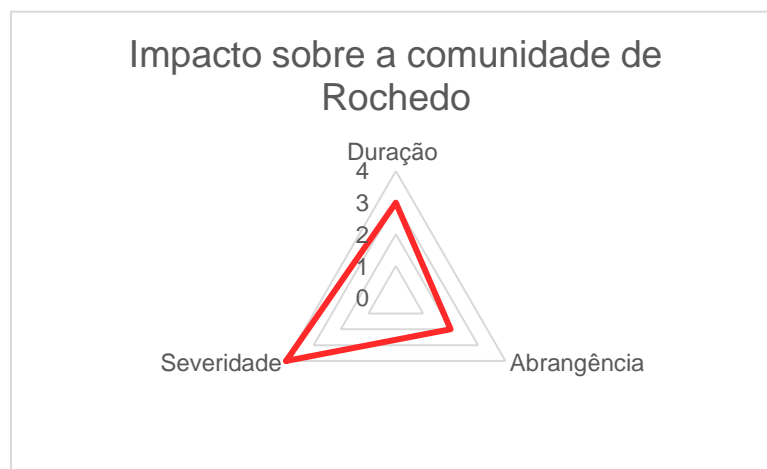 Impacto sobre a comunidade de
Rochedo
Duração
4
3
2
1
0
Severidade
Abrangência